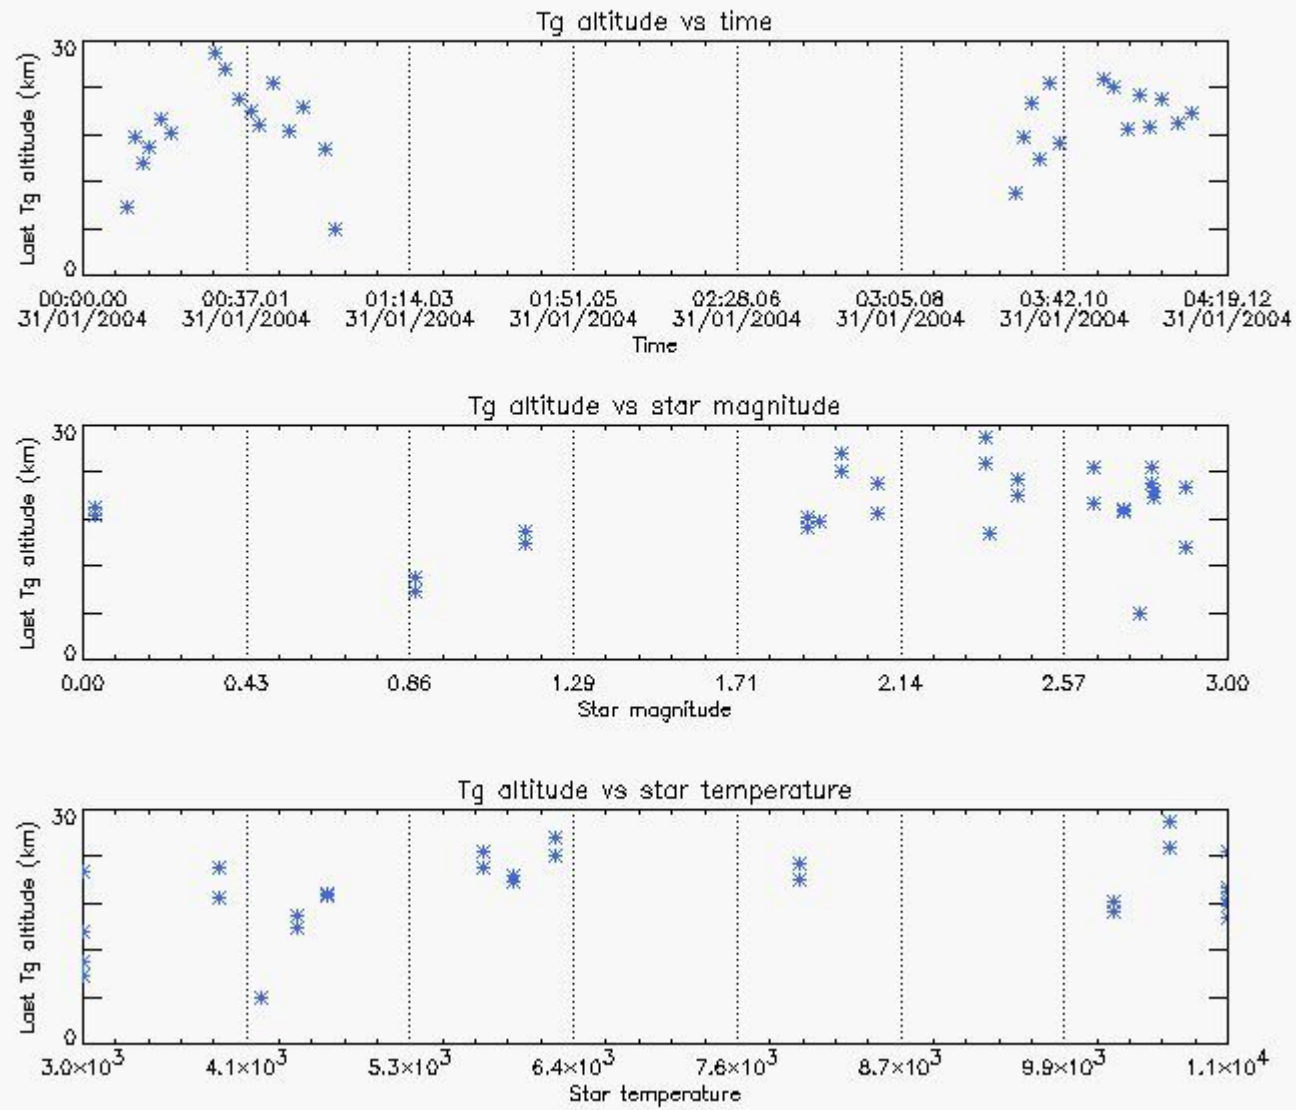 Tg altitude vs time
30
Last Tg altitude (km)
0
00:00.00 00:37.01 01:14.03 01:51.05 02:28.06 03:05.08 03:42.10 04:19.12
31/01/2004 31/01/2004 31/01/2004 31/01/2004 31/01/2004 31/01/2004 31/01/2004 31/01/2004
Time
Tg altitude vs star magnitude
30
Last Tg altitude (km)
0
0.00 0.43 0.86 1.29 1.71 2.14 2.57 3.00
Star magnitude
Tg altitude vs star temperature
30
Last Tg altitude (km)
0
3.0×10³ 4.1×10³ 5.3×10³ 6.4×10³ 7.6×10³ 8.7×10³ 9.9×10³ 1.1×10⁴
Star temperature